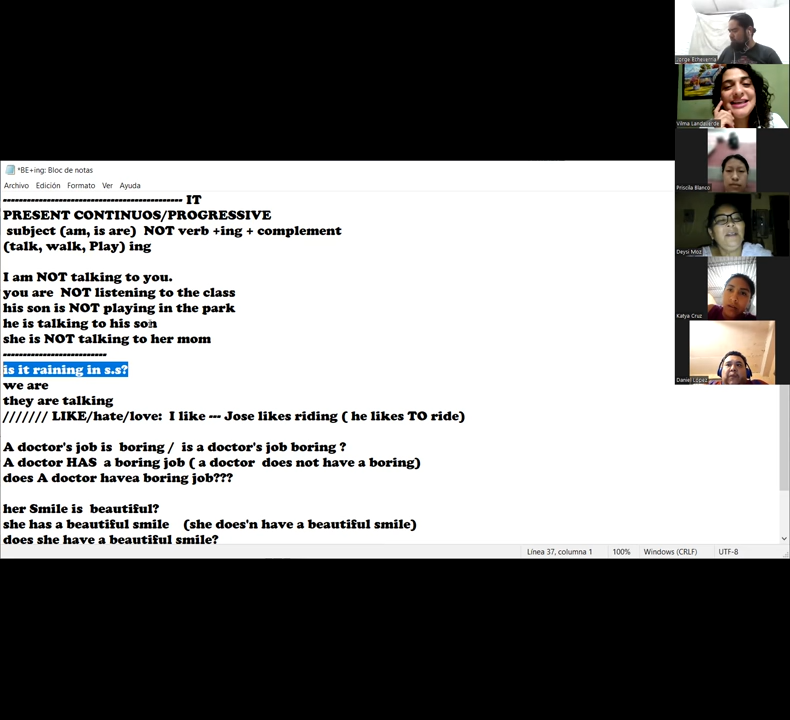 *BE+ing: Bloc de notas
Archivo Edición Formato Ver Ayuda
--------------------------------------------- IT
PRESENT CONTINUOS/PROGRESSIVE
subject (am, is are) NOT verb +ing + complement
(talk, walk, Play) ing
I am NOT talking to you.
you are NOT listening to the class
his son is NOT playing in the park
he is talking to his son
she is NOT talking to her mom
--------------------------
is it raining in s.s?
we are
they are talking
/////// LIKE/hate/love: I like --- Jose likes riding ( he likes TO ride)
A doctor's job is boring / is a doctor's job boring ?
A doctor HAS a boring job ( a doctor does not have a boring)
does A doctor havea boring job???
her Smile is beautiful?
she has a beautiful smile (she does'n have a beautiful smile)
does she have a beautiful smile?
Línea 37, columna 1 100% Windows (CRLF) UTF-8
Jorge Echeverria
Vilma Landaverde
Priscila Blanco
Deysi Moz
Katya Cruz
Daniel Lopez